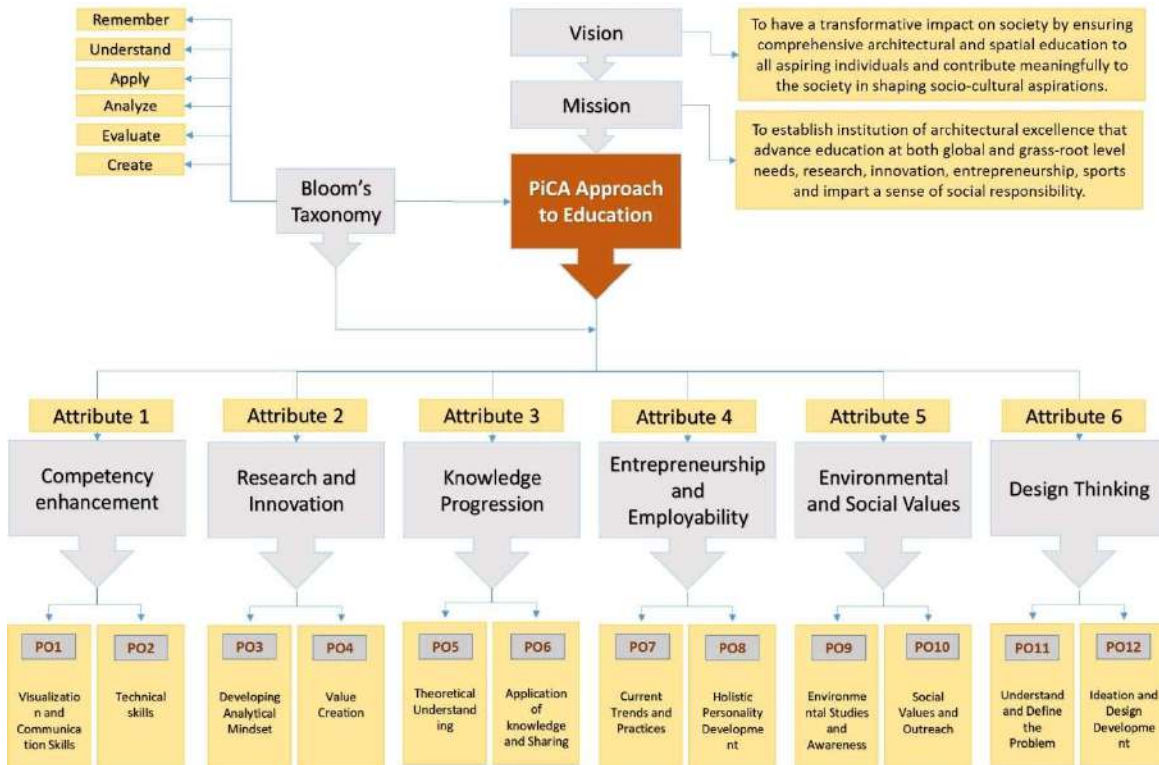 Remember
Understand
Apply
Analyze
Evaluate
Create
Bloom's
Taxonomy
Vision
To have a transformative impact on society by ensuring
comprehensive architectural and spatial education to
all aspiring individuals and contribute meaningfully to
the society in shaping socio-cultural aspirations.
Mission
To establish institution of architectural excellence that
advance education at both global and grass-root level
needs, research, innovation, entrepreneurship, sports
and impart a sense of social responsibility.
PiCA Approach
to Education
Attribute 1
Competency
enhancement
Attribute 2
Research and
Innovation
Attribute 3
Knowledge
Progression
Attribute 4
Entrepreneurship
and
Employability
Attribute 5
Environmental
and Social Values
Attribute 6
Design Thinking
PO1
Visualizatio
n and
Communica
tion Skills
PO2
Technical
skills
PO3
Developing
Analytical
Mindset
PO4
Value
Creation
PO5
Theoretical
Understand
ing
PO6
Application
of
knowledge
and Sharing
PO7
Current
Trends and
Practices
PO8
Holistic
Personality
Developme
nt
PO9
Environme
ntal Studies
and
Awareness
PO10
Social
Values and
Outreach
PO11
Understand
and Define
the
Problem
PO12
Ideation and
Design
Developme
nt